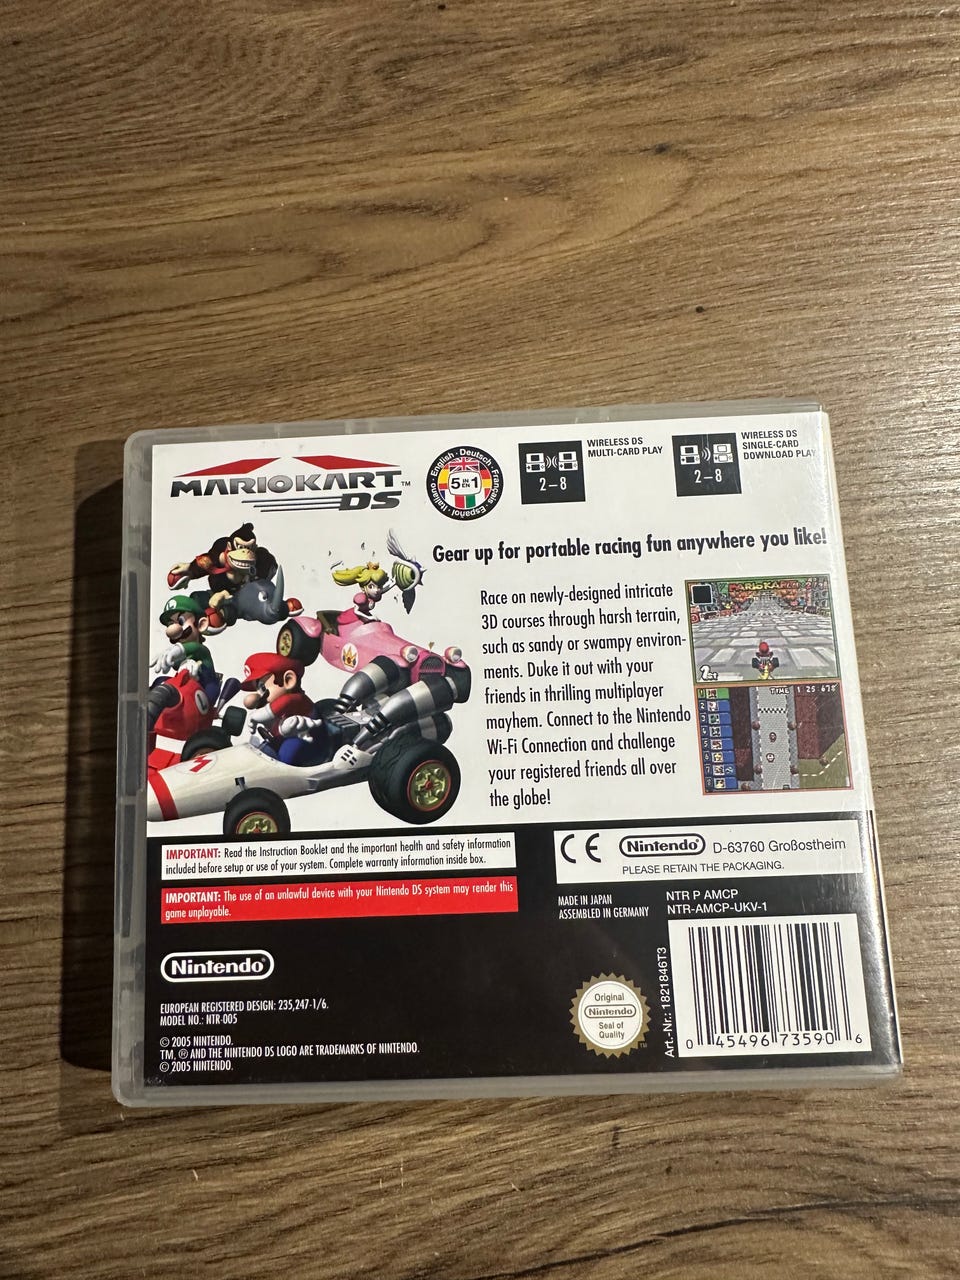 MARIOKART™
DS
English · Deutsch · Français · Español · Italiano
5 IN EN 1
2–8
WIRELESS DS
MULTI-CARD PLAY
2–8
WIRELESS DS
SINGLE-CARD
DOWNLOAD PLAY
Gear up for portable racing fun anywhere you like!
Race on newly-designed intricate
3D courses through harsh terrain,
such as sandy or swampy environ-
ments. Duke it out with your
friends in thrilling multiplayer
mayhem. Connect to the Nintendo
Wi-Fi Connection and challenge
your registered friends all over
the globe!
TIME 1 25 678
IMPORTANT: Read the Instruction Booklet and the important health and safety information
included before setup or use of your system. Complete warranty information inside box.
IMPORTANT: The use of an unlawful device with your Nintendo DS system may render this
game unplayable.
CE Nintendo D-63760 Großostheim
PLEASE RETAIN THE PACKAGING.
MADE IN JAPAN
ASSEMBLED IN GERMANY
NTR P AMCP
NTR-AMCP-UKV-1
Nintendo
EUROPEAN REGISTERED DESIGN: 235,247-1/6.
MODEL NO.: NTR-005
© 2005 NINTENDO.
TM, ® AND THE NINTENDO DS LOGO ARE TRADEMARKS OF NINTENDO.
© 2005 NINTENDO.
Original
Nintendo
Seal of
Quality
Art.-Nr.: 1821846T3
0 45496 73590 6